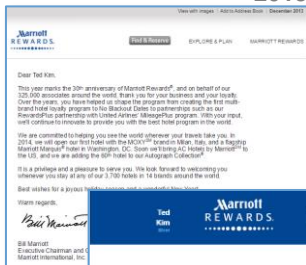 2013
View with images | Add to Address Book | December 2013
Marriott
REWARDS.
Find & Reserve
EXPLORE & PLAN
MARRIOTT REWARDS
Dear Ted Kim,
This year marks the 30th anniversary of Marriott Rewards®, and on behalf of our
325,000 associates around the world, thank you for your business and your loyalty.
Over the years, you have helped us shape the program from creating the first multi-
brand hotel loyalty program to No Blackout Dates to partnerships such as our
RewardsPlus partnership with United Airlines' MileagePlus program. With your input,
we'll continue to innovate to provide you with the best hotel program in the world.
We are committed to helping you see the world wherever your travels take you. In
2014, we will open our first hotel with the MOXY℠ brand in Milan, Italy, and a flagship
Marriott Marquis® hotel in Washington, DC. Soon we'll bring AC Hotels by Marriott℠ to
the US, and we are adding the 60th hotel to our Autograph Collection®.
It is a privilege and a pleasure to serve you. We look forward to welcoming you
whenever you stay at any of our 3,700 hotels in 14 brands around the world.
Best wishes for a joyous holiday season and a wonderful New Year!
Warm regards,
Bill Marriott
Bill Marriott
Executive Chairman and C
Marriott International, Inc.
Ted
Kim
Silver
Marriott
REWARDS.